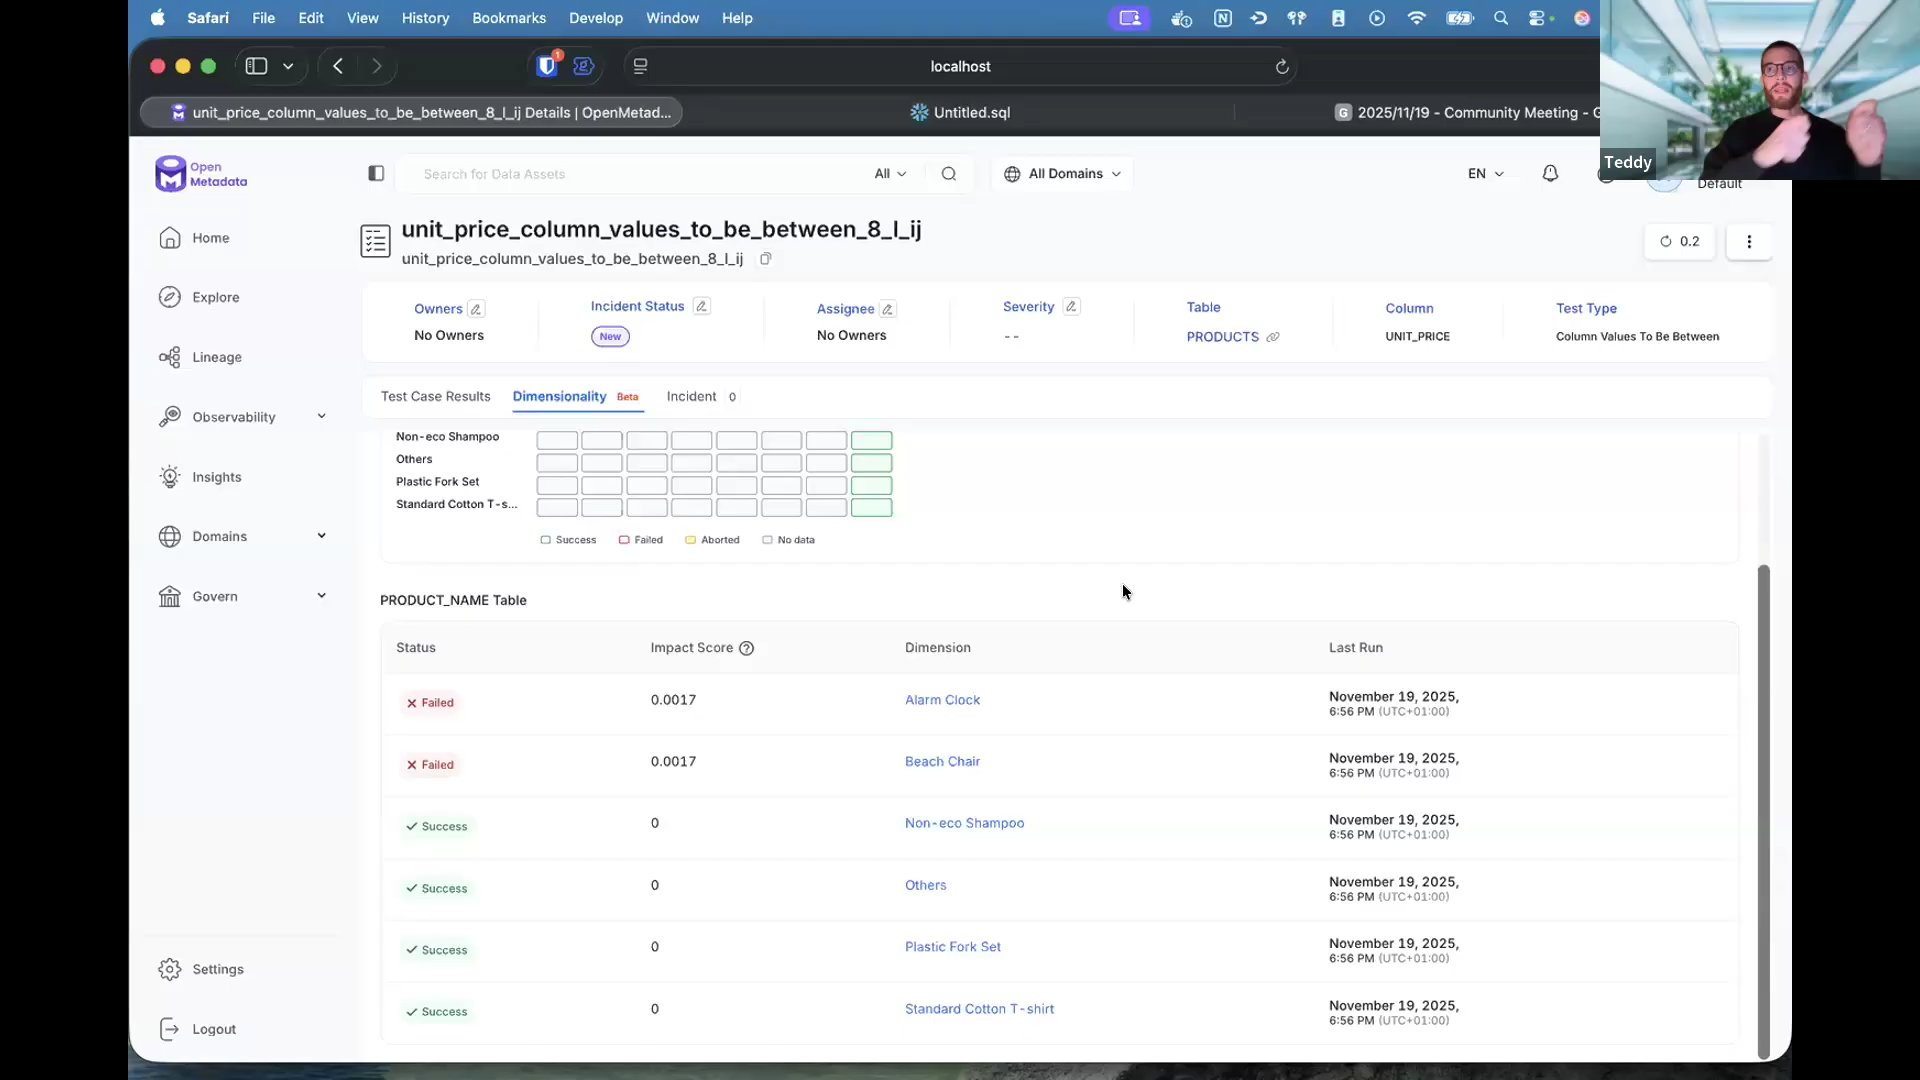 Safari File Edit View History Bookmarks Develop Window Help
localhost
unit_price_column_values_to_be_between_8_l_ij Details | OpenMetad...
Untitled.sql
2025/11/19 - Community Meeting - G
Teddy
Open
Metadata
Search for Data Assets
All
All Domains
EN
Default
Home
Explore
Lineage
Observability
Insights
Domains
Govern
Settings
Logout
unit_price_column_values_to_be_between_8_l_ij
unit_price_column_values_to_be_between_8_l_ij
0.2
Owners
No Owners
Incident Status
New
Assignee
No Owners
Severity
--
Table
PRODUCTS
Column
UNIT_PRICE
Test Type
Column Values To Be Between
Test Case Results
Dimensionality Beta
Incident 0
Non-eco Shampoo
Others
Plastic Fork Set
Standard Cotton T-s...
Success Failed Aborted No data
PRODUCT_NAME Table
Status Impact Score Dimension Last Run
Failed 0.0017 Alarm Clock November 19, 2025,
6:56 PM (UTC+01:00)
Failed 0.0017 Beach Chair November 19, 2025,
6:56 PM (UTC+01:00)
Success 0 Non-eco Shampoo November 19, 2025,
6:56 PM (UTC+01:00)
Success 0 Others November 19, 2025,
6:56 PM (UTC+01:00)
Success 0 Plastic Fork Set November 19, 2025,
6:56 PM (UTC+01:00)
Success 0 Standard Cotton T-shirt November 19, 2025,
6:56 PM (UTC+01:00)